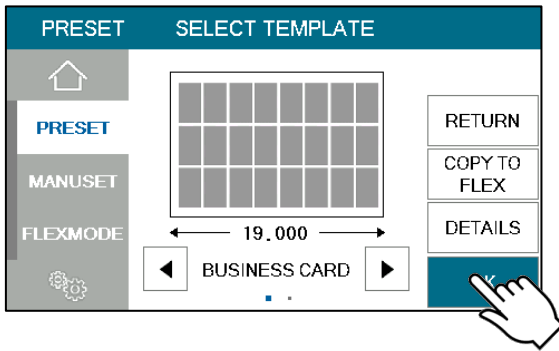 PRESET SELECT TEMPLATE
PRESET
MANUSET
FLEXMODE
19.000
BUSINESS CARD
RETURN
COPY TO
FLEX
DETAILS